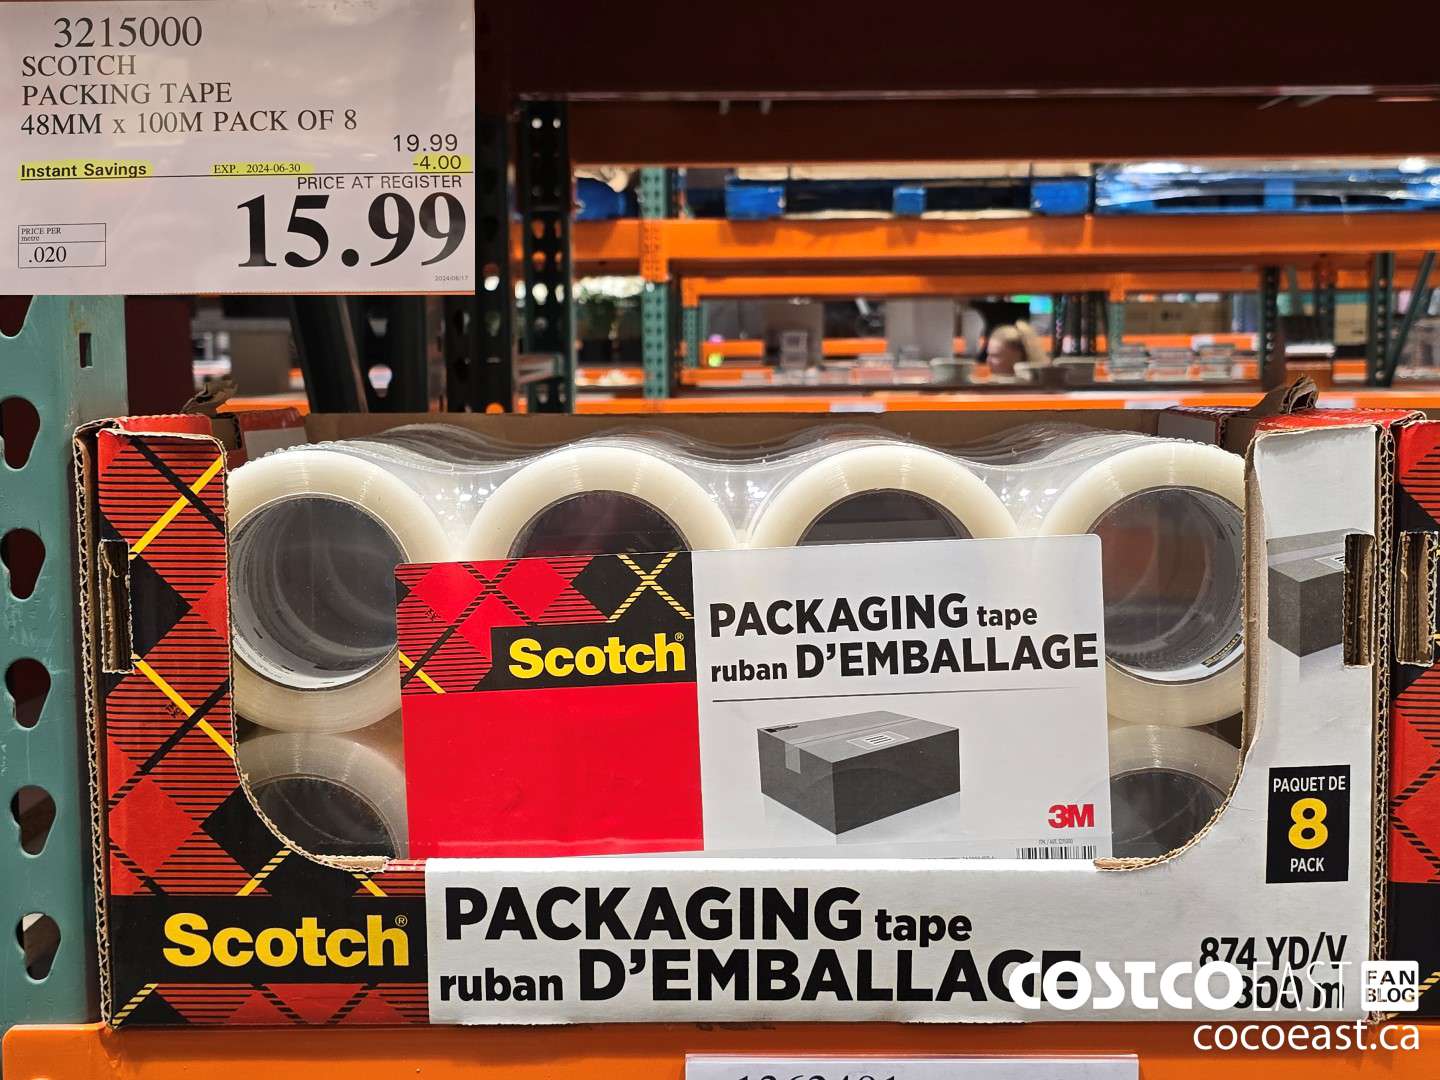 3215000
SCOTCH
PACKING TAPE
48MM x 100M PACK OF 8
19.99
Instant Savings EXP. 2024-06-30 -4.00
PRICE AT REGISTER
15.99
PRICE PER
metre
.020
2024/06/17
Scotch®
PACKAGING tape
ruban D'EMBALLAGE
3M
PAQUET DE
8
PACK
Scotch®
PACKAGING tape
ruban D'EMBALLAGE
874 YD/V
800 m
COSTCO EAST FAN BLOG
cocoeast.ca